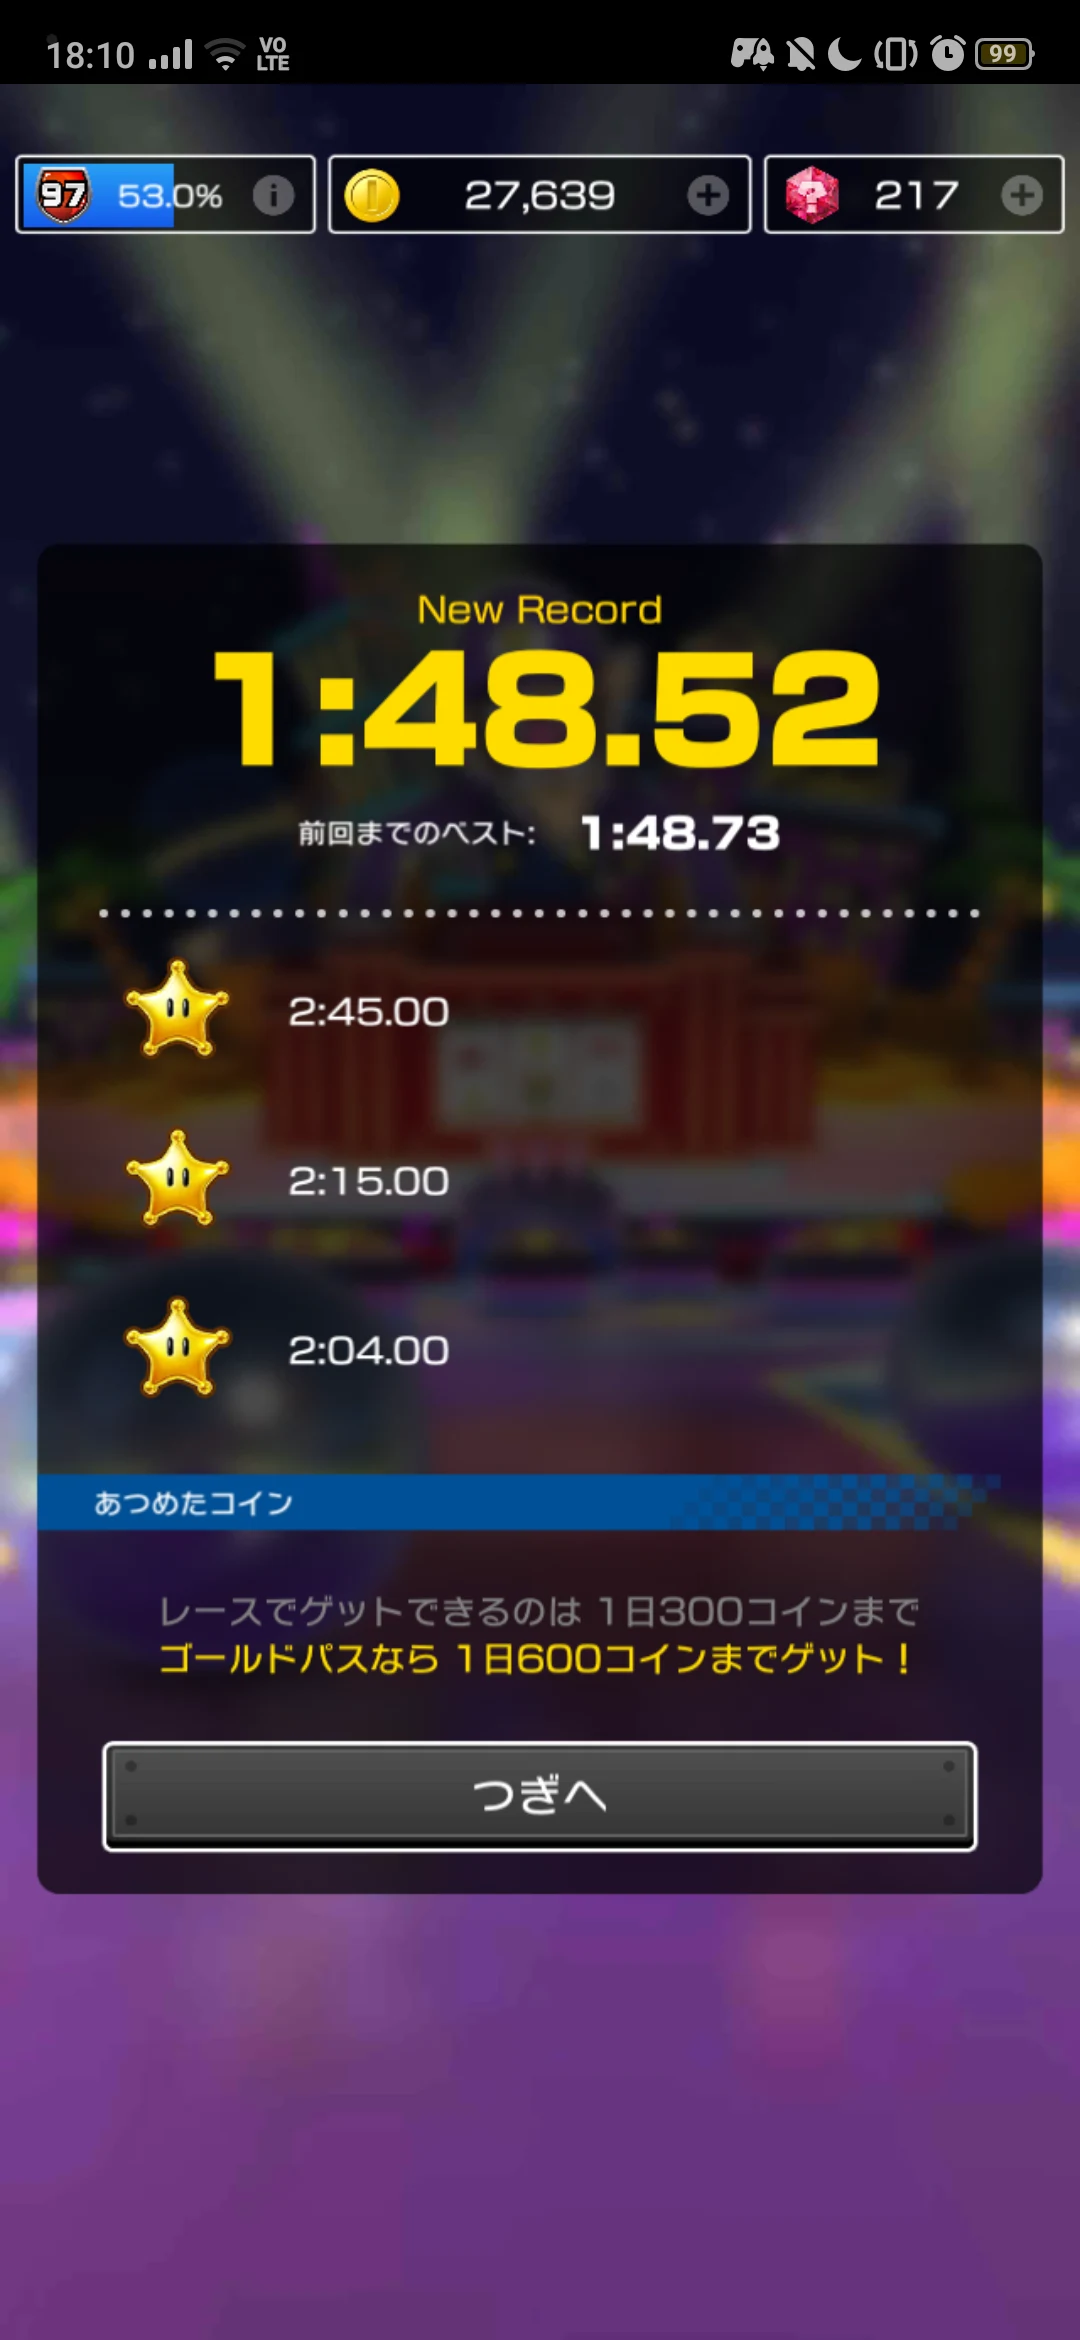 18:10 VO LTE 99
97 53.0% i 27,639 + 217 +
New Record
1:48.52
前回までのベスト: 1:48.73
2:45.00
2:15.00
2:04.00
あつめたコイン
レースでゲットできるのは 1日300コインまで
ゴールドパスなら 1日600コインまでゲット！
つぎへ